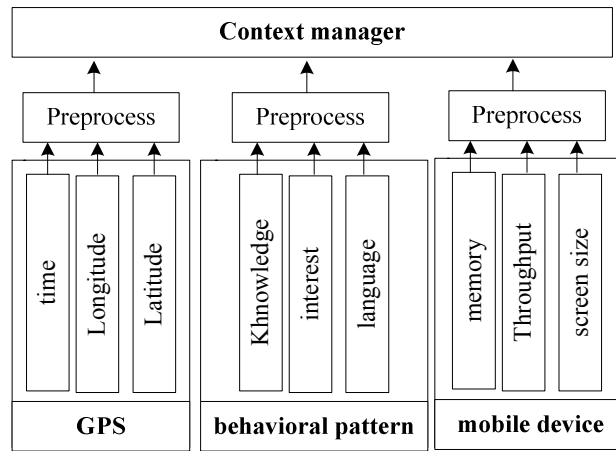 Context manager
Preprocess
Preprocess
Preprocess
time
Longitude
Latitude
Khnowledge
interest
language
memory
Throughput
screen size
GPS
behavioral pattern
mobile device